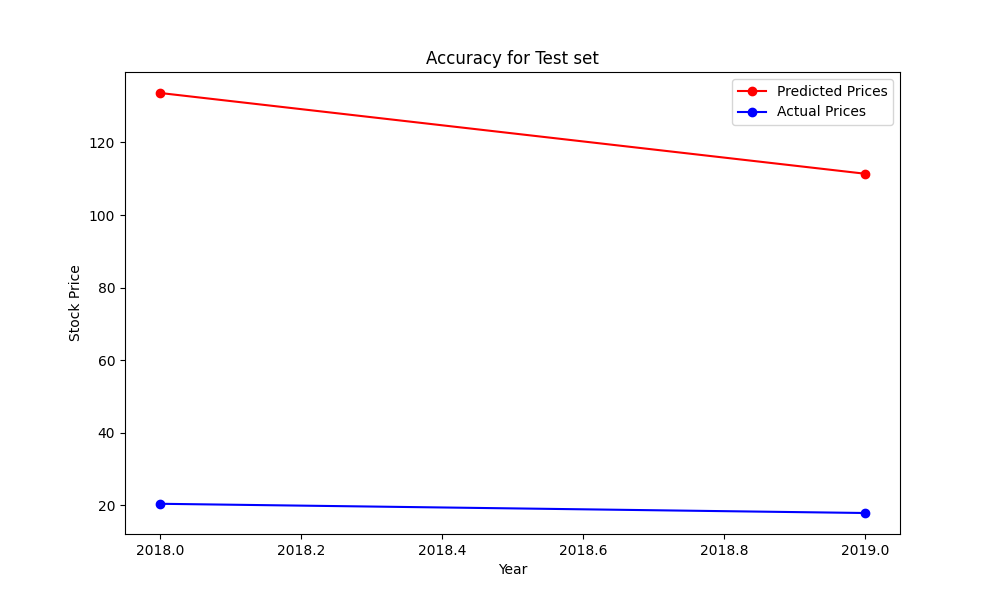 Accuracy for Test set
Predicted Prices
Actual Prices
120
100
80
60
40
20
Stock Price
2018.0 2018.2 2018.4 2018.6 2018.8 2019.0
Year